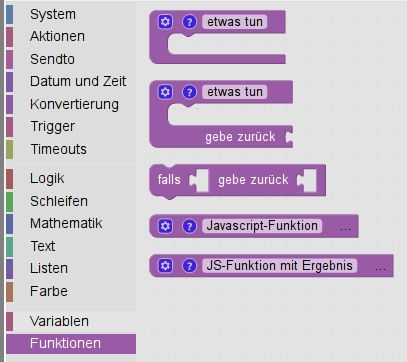 System
Aktionen
Sendto
Datum und Zeit
Konvertierung
Trigger
Timeouts
Logik
Schleifen
Mathematik
Text
Listen
Farbe
Variablen
Funktionen
? etwas tun
? etwas tun
gebe zurück
falls gebe zurück
? Javascript-Funktion ...
? JS-Funktion mit Ergebnis ...